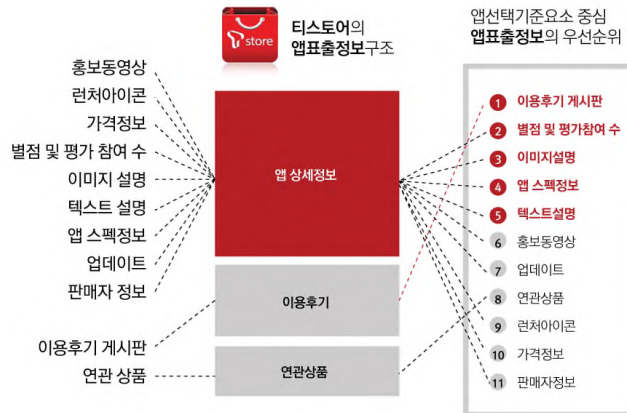 T store
티스토어의
앱표출정보구조
앱선택기준요소 중심
앱표출정보의 우선순위
홍보동영상
런처아이콘
가격정보
별점 및 평가 참여 수
이미지 설명
텍스트 설명
앱 스펙정보
업데이트
판매자 정보
이용후기 게시판
연관 상품
앱 상세정보
이용후기
연관상품
1 이용후기 게시판
2 별점 및 평가참여 수
3 이미지설명
4 앱 스펙정보
5 텍스트설명
6 홍보동영상
7 업데이트
8 연관상품
9 런처아이콘
10 가격정보
11 판매자정보